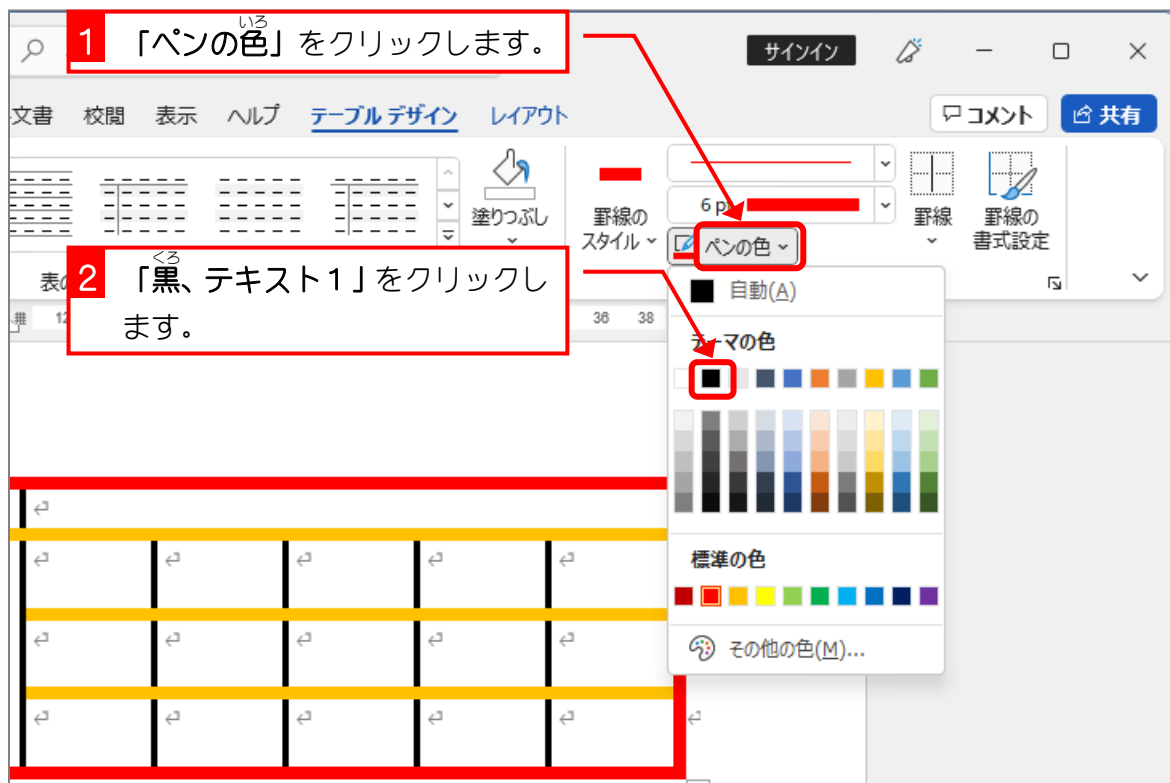 1 「ペンの色」をクリックします。
いろ
サインイン
文書 校閲 表示 ヘルプ テーブル デザイン レイアウト
コメント 共有
塗りつぶし
罫線の
スタイル
6 p
ペンの色
罫線
罫線の
書式設定
表の
2 「黒、テキスト1」をクリックし
くろ
ます。
自動(A)
12 36 38
テーマの色
標準の色
その他の色(M)...